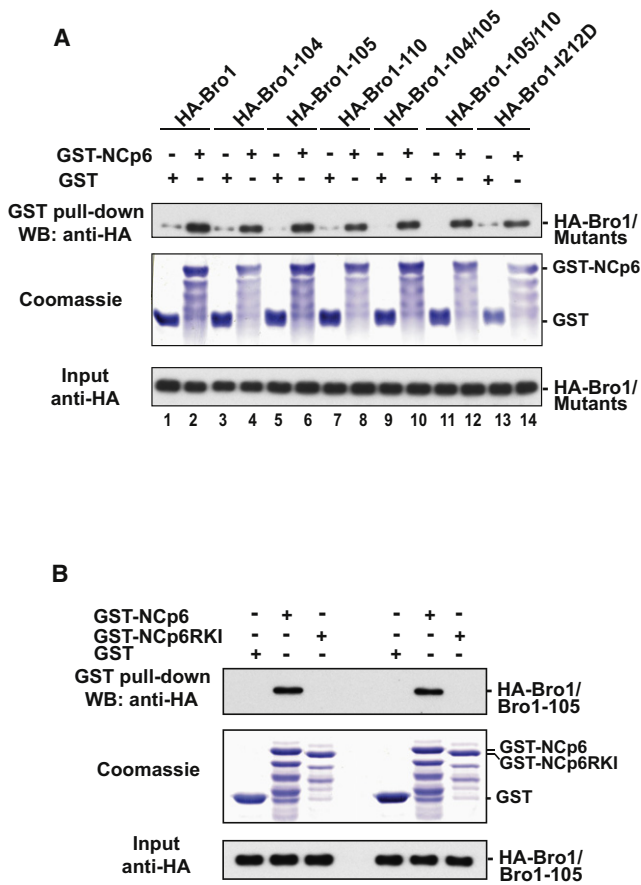 A
HA-Bro1 HA-Bro1-104 HA-Bro1-105 HA-Bro1-110 HA-Bro1-104/105 HA-Bro1-105/110 HA-Bro1-I212D
GST-NCp6 - + - + - + - + - + - + - +
GST + - + - + - + - + - + - + -
GST pull-down
WB: anti-HA
HA-Bro1/
Mutants
Coomassie
GST-NCp6
GST
Input
anti-HA
HA-Bro1/
Mutants
1 2 3 4 5 6 7 8 9 10 11 12 13 14
B
GST-NCp6 - + - - + -
GST-NCp6RKI - - + - - +
GST + - - + - -
GST pull-down
WB: anti-HA
HA-Bro1/
Bro1-105
Coomassie
GST-NCp6
GST-NCp6RKI
GST
Input
anti-HA
HA-Bro1/
Bro1-105